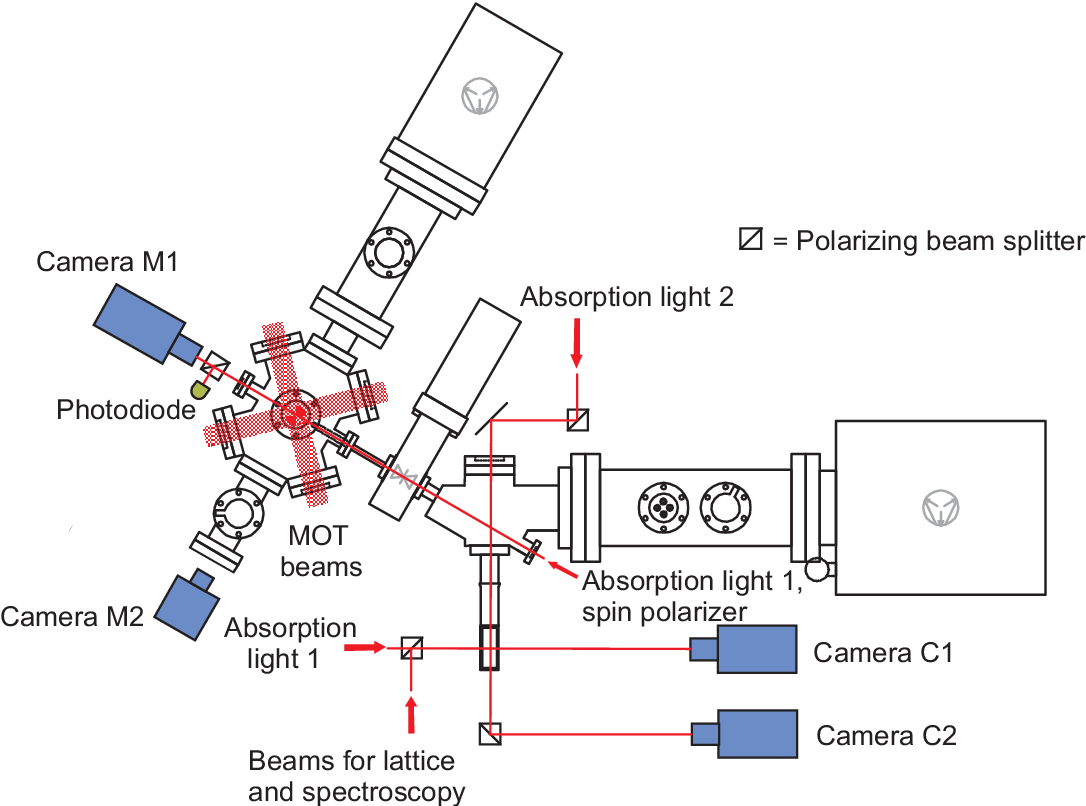 = Polarizing beam splitter
Camera M1
Absorption light 2
Photodiode
MOT
beams
Absorption light 1,
spin polarizer
Camera M2
Absorption
light 1
Camera C1
Camera C2
Beams for lattice
and spectroscopy